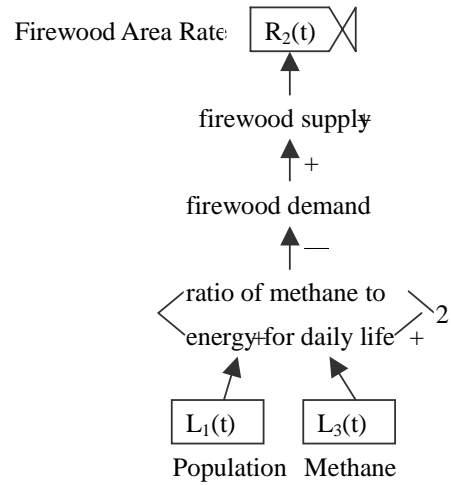 Firewood Area Rate R₂(t)
firewood supply+
+
firewood demand
—
ratio of methane to
2
energy+for daily life +
L₁(t) L₃(t)
Population Methane